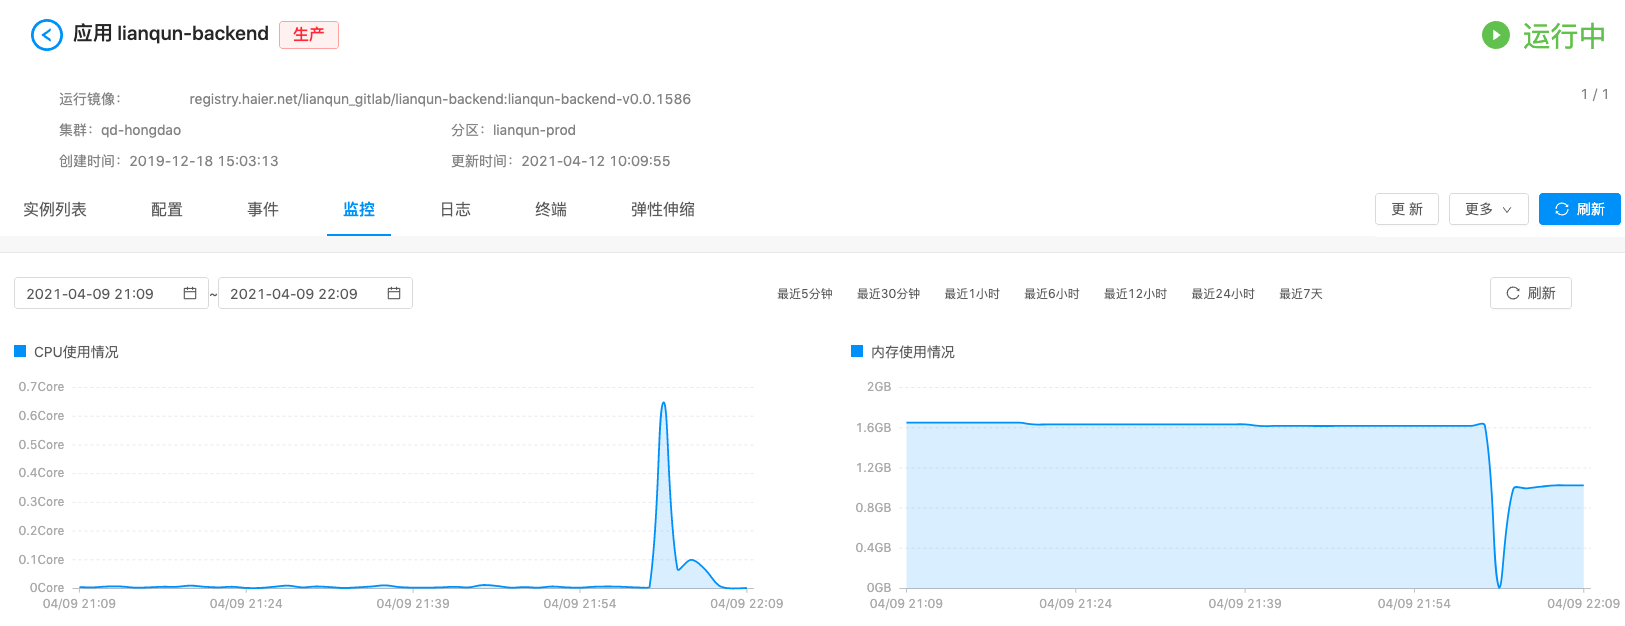 应用 lianqun-backend 生产
运行中
运行镜像： registry.haier.net/lianqun_gitlab/lianqun-backend:lianqun-backend-v0.0.1586
1 / 1
集群：qd-hongdao 分区：lianqun-prod
创建时间：2019-12-18 15:03:13 更新时间：2021-04-12 10:09:55
实例列表 配置 事件 监控 日志 终端 弹性伸缩 更 新 更多 刷新
2021-04-09 21:09 ~ 2021-04-09 22:09 最近5分钟 最近30分钟 最近1小时 最近6小时 最近12小时 最近24小时 最近7天 刷新
CPU使用情况
0.7Core
0.6Core
0.5Core
0.4Core
0.3Core
0.2Core
0.1Core
0Core
04/09 21:09 04/09 21:24 04/09 21:39 04/09 21:54 04/09 22:09
内存使用情况
2GB
1.6GB
1.2GB
0.8GB
0.4GB
0GB
04/09 21:09 04/09 21:24 04/09 21:39 04/09 21:54 04/09 22:09